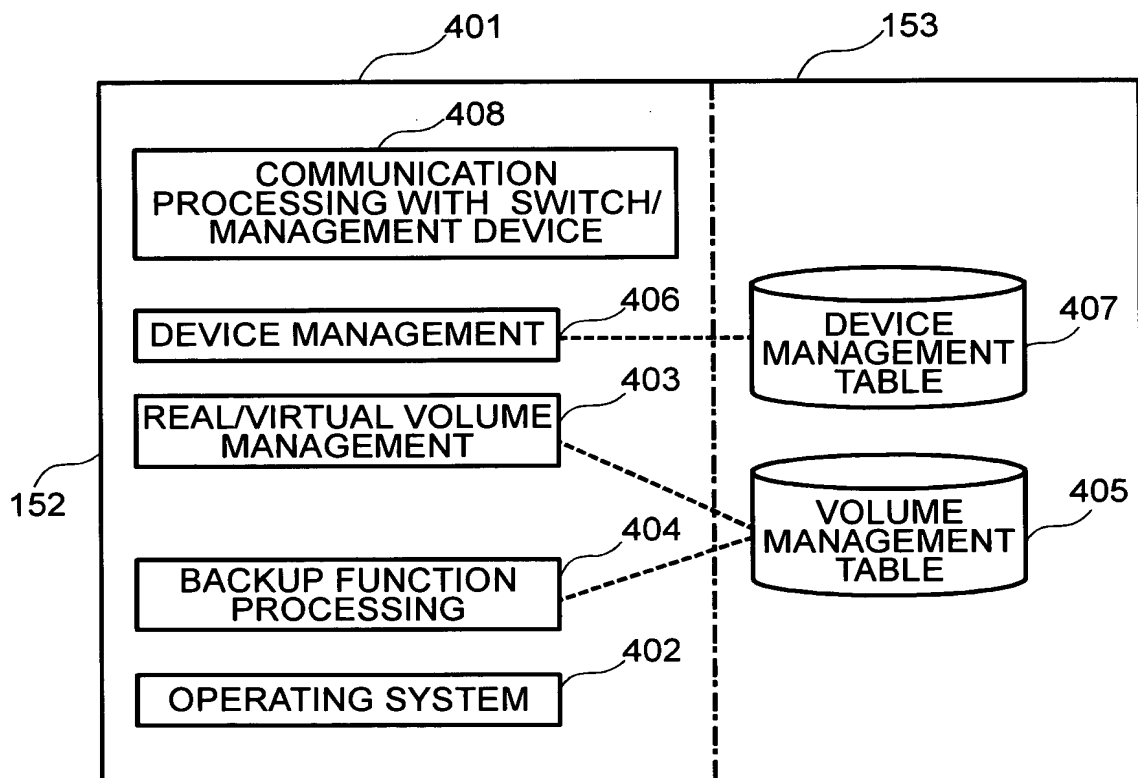 401
153
408
COMMUNICATION
PROCESSING WITH SWITCH/
MANAGEMENT DEVICE
406
DEVICE MANAGEMENT
DEVICE
MANAGEMENT
TABLE
407
403
REAL/VIRTUAL VOLUME
MANAGEMENT
152
VOLUME
MANAGEMENT
TABLE
405
404
BACKUP FUNCTION
PROCESSING
402
OPERATING SYSTEM